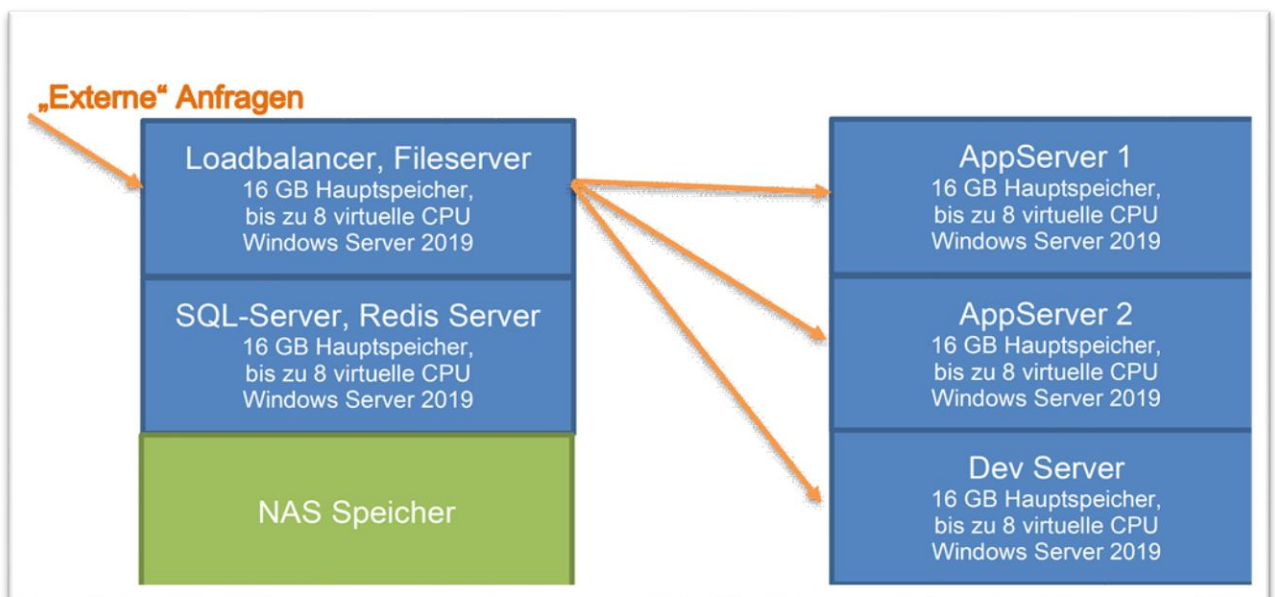 „Externe“ Anfragen
Loadbalancer, Fileserver
16 GB Hauptspeicher,
bis zu 8 virtuelle CPU
Windows Server 2019
SQL-Server, Redis Server
16 GB Hauptspeicher,
bis zu 8 virtuelle CPU
Windows Server 2019
NAS Speicher
AppServer 1
16 GB Hauptspeicher,
bis zu 8 virtuelle CPU
Windows Server 2019
AppServer 2
16 GB Hauptspeicher,
bis zu 8 virtuelle CPU
Windows Server 2019
Dev Server
16 GB Hauptspeicher,
bis zu 8 virtuelle CPU
Windows Server 2019